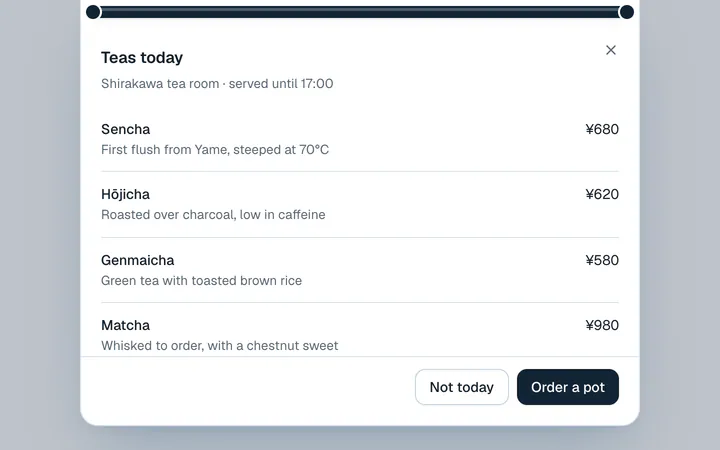 Teas today
Shirakawa tea room · served until 17:00
Sencha
¥680
First flush from Yame, steeped at 70°C
Hōjicha
¥620
Roasted over charcoal, low in caffeine
Genmaicha
¥580
Green tea with toasted brown rice
Matcha
¥980
Whisked to order, with a chestnut sweet
Not today
Order a pot